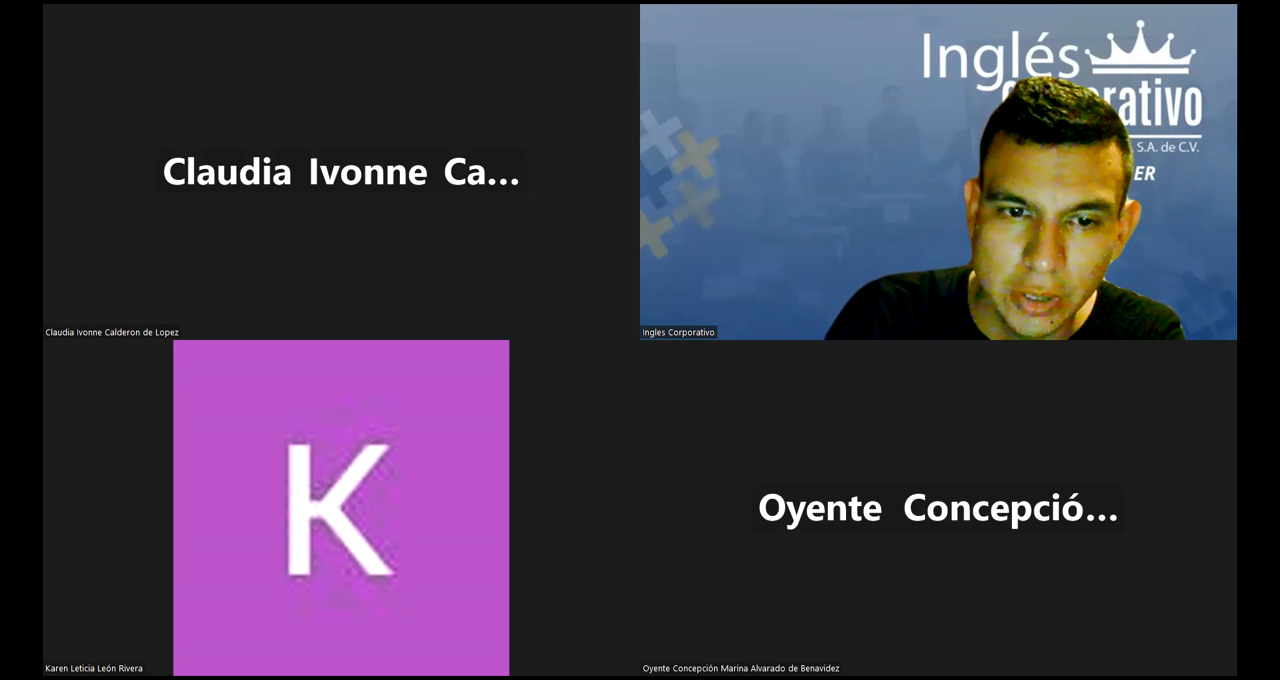 Claudia Ivonne Ca...
Claudia Ivonne Calderon de Lopez
Inglés
rativo
S.A. de C.V.
ER
Ingles Corporativo
K
Karen Leticia León Rivera
Oyente Concepció...
Oyente Concepción Marina Alvarado de Benavidez